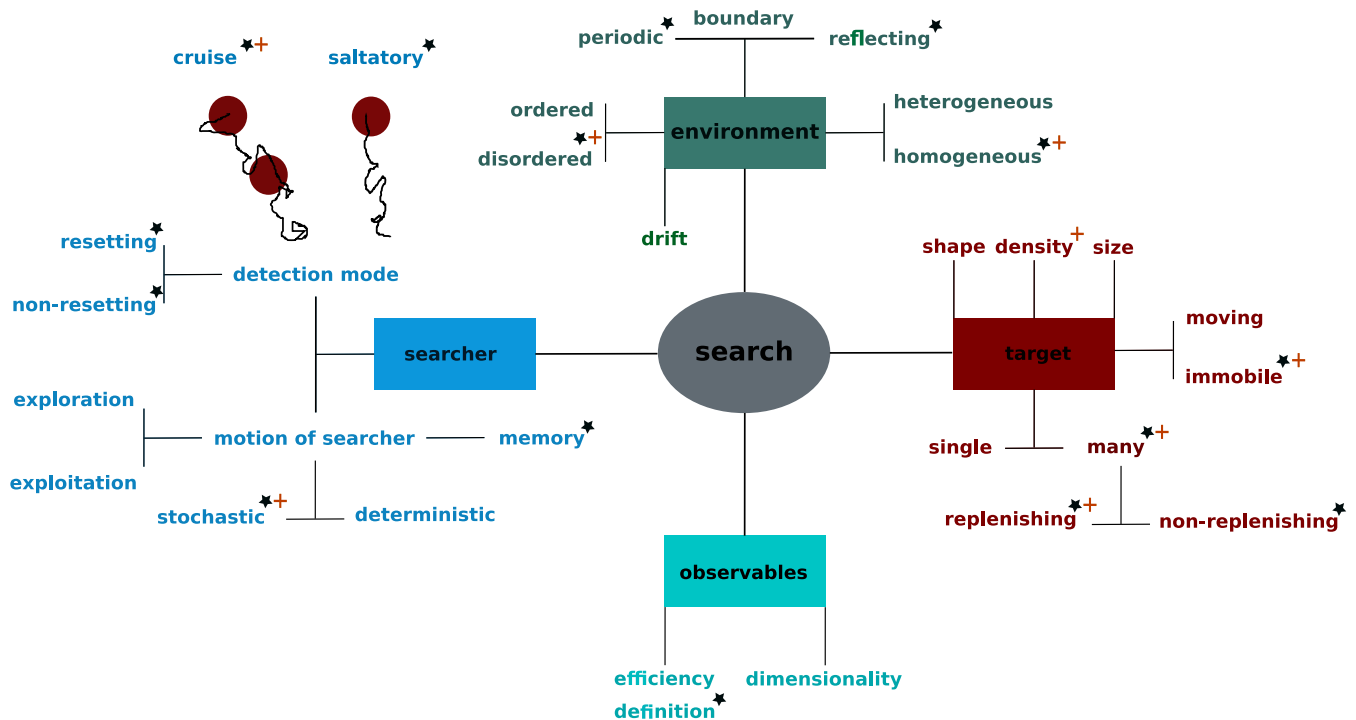 cruise
saltatory
periodic
boundary
reflecting
ordered
disordered
environment
heterogeneous
homogeneous
drift
resetting
non-resetting
detection mode
searcher
search
shape density size
target
moving
immobile
exploration
exploitation
motion of searcher
memory
stochastic
deterministic
single
many
replenishing
non-replenishing
observables
efficiency
definition
dimensionality